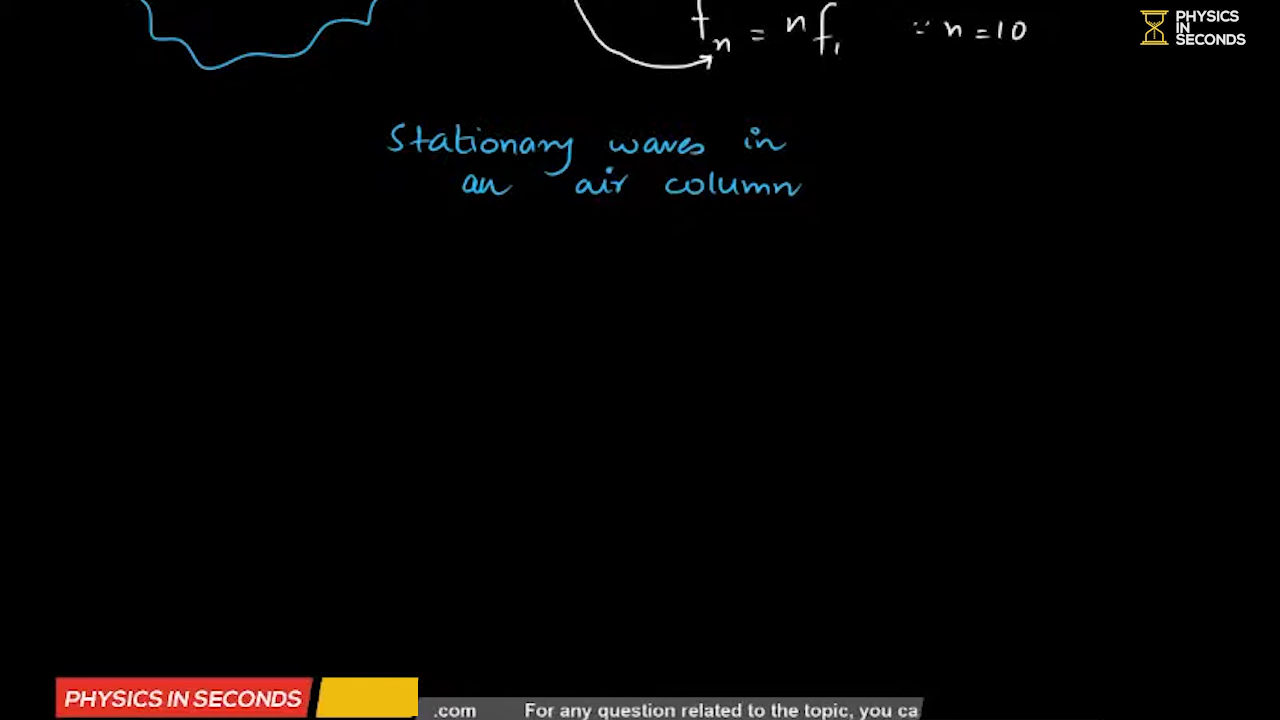 fₙ = n f₁ ∵ n = 10
PHYSICS
IN
SECONDS
Stationary waves in
an air column
PHYSICS IN SECONDS
.com For any question related to the topic, you ca